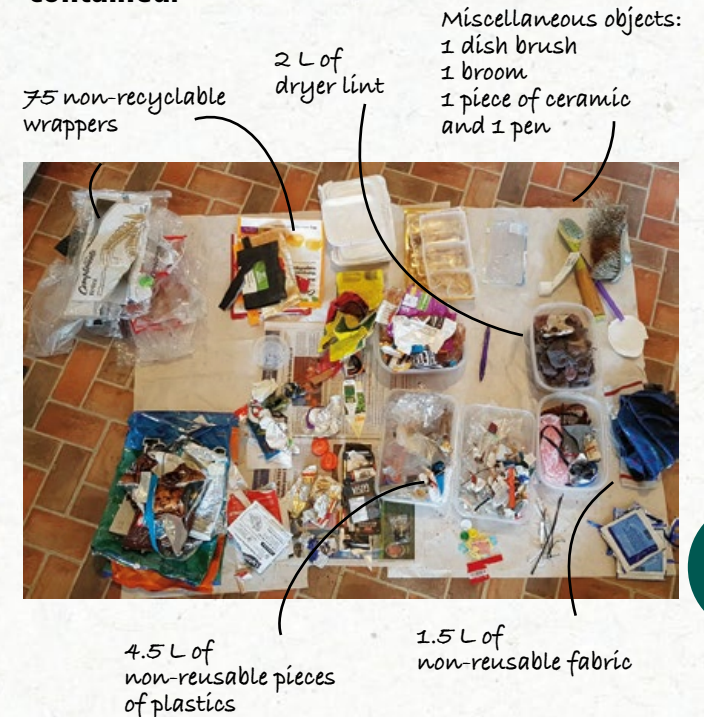 contained:
75 non-recyclable
wrappers
2 L of
dryer lint
Miscellaneous objects:
1 dish brush
1 broom
1 piece of ceramic
and 1 pen
Compliments
4.5 L of
non-reusable pieces
of plastics
1.5 L of
non-reusable fabric